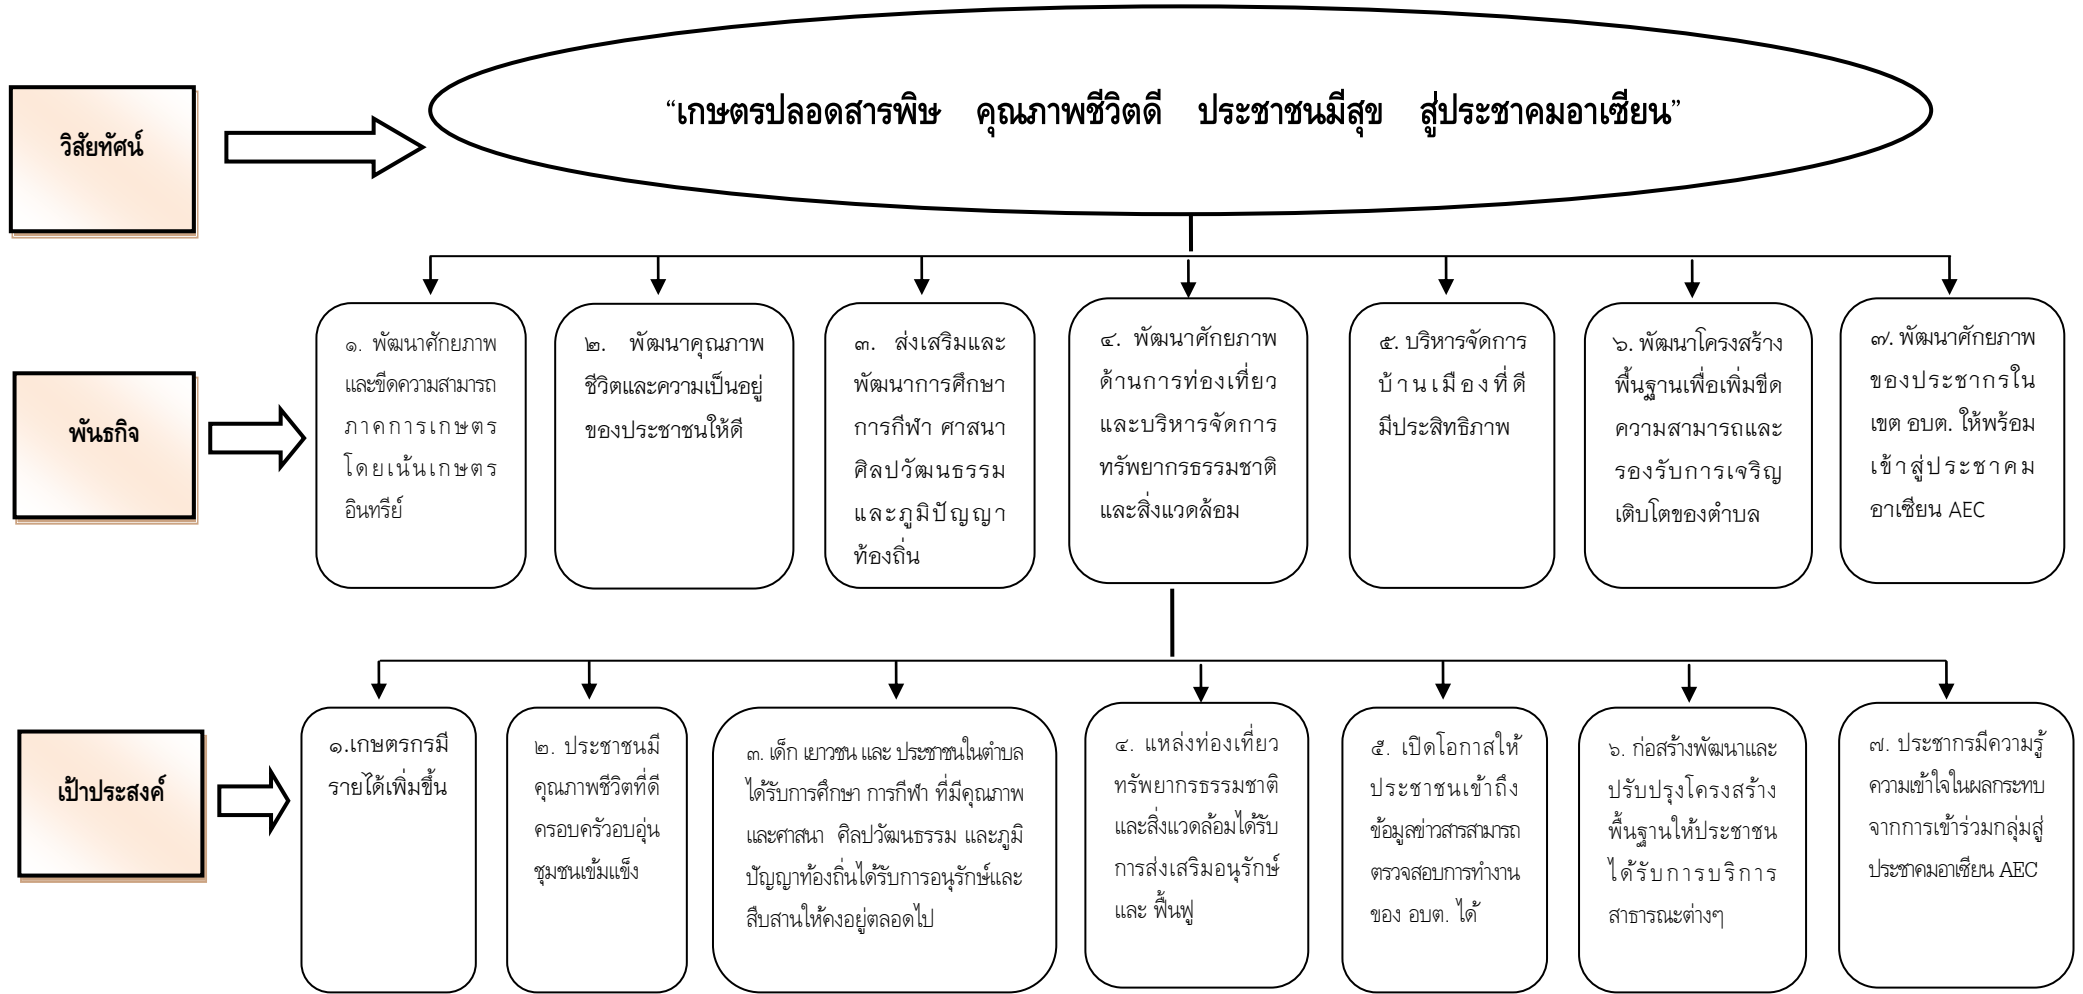 วิสัยทัศน์
“เกษตรปลอดสารพิษ คุณภาพชีวิตดี ประชาชนมีสุข สู่ประชาคมอาเซียน”
พันธกิจ
๑. พัฒนาศักยภาพ
และขีดความสามารถ
ภาคการเกษตร
โดยเน้นเกษตร
อินทรีย์
๒. พัฒนาคุณภาพ
ชีวิตและความเป็นอยู่
ของประชาชนให้ดี
๓. ส่งเสริมและ
พัฒนาการศึกษา
การกีฬา ศาสนา
ศิลปวัฒนธรรม
และภูมิปัญญา
ท้องถิ่น
๔. พัฒนาศักยภาพ
ด้านการท่องเที่ยว
และบริหารจัดการ
ทรัพยากรธรรมชาติ
และสิ่งแวดล้อม
๕. บริหารจัดการ
บ้านเมืองที่ดี
มีประสิทธิภาพ
๖. พัฒนาโครงสร้าง
พื้นฐานเพื่อเพิ่มขีด
ความสามารถและ
รองรับการเจริญ
เติบโตของตำบล
๗. พัฒนาศักยภาพ
ของประชากรใน
เขต อบต. ให้พร้อม
เข้าสู่ประชาคม
อาเซียน AEC
เป้าประสงค์
๑.เกษตรกรมี
รายได้เพิ่มขึ้น
๒. ประชาชนมี
คุณภาพชีวิตที่ดี
ครอบครัวอบอุ่น
ชุมชนเข้มแข็ง
๓. เด็ก เยาวชน และ ประชาชนในตำบล
ได้รับการศึกษา การกีฬา ที่มีคุณภาพ
และศาสนา ศิลปวัฒนธรรม และภูมิ
ปัญญาท้องถิ่นได้รับการอนุรักษ์และ
สืบสานให้คงอยู่ตลอดไป
๔. แหล่งท่องเที่ยว
ทรัพยากรธรรมชาติ
และสิ่งแวดล้อมได้รับ
การส่งเสริมอนุรักษ์
และ ฟื้นฟู
๕. เปิดโอกาสให้
ประชาชนเข้าถึง
ข้อมูลข่าวสารสามารถ
ตรวจสอบการทำงาน
ของ อบต. ได้
๖. ก่อสร้างพัฒนาและ
ปรับปรุงโครงสร้าง
พื้นฐานให้ประชาชน
ได้รับการบริการ
สาธารณะต่างๆ
๗. ประชากรมีความรู้
ความเข้าใจในผลกระทบ
จากการเข้าร่วมกลุ่มสู่
ประชาคมอาเซียน AEC